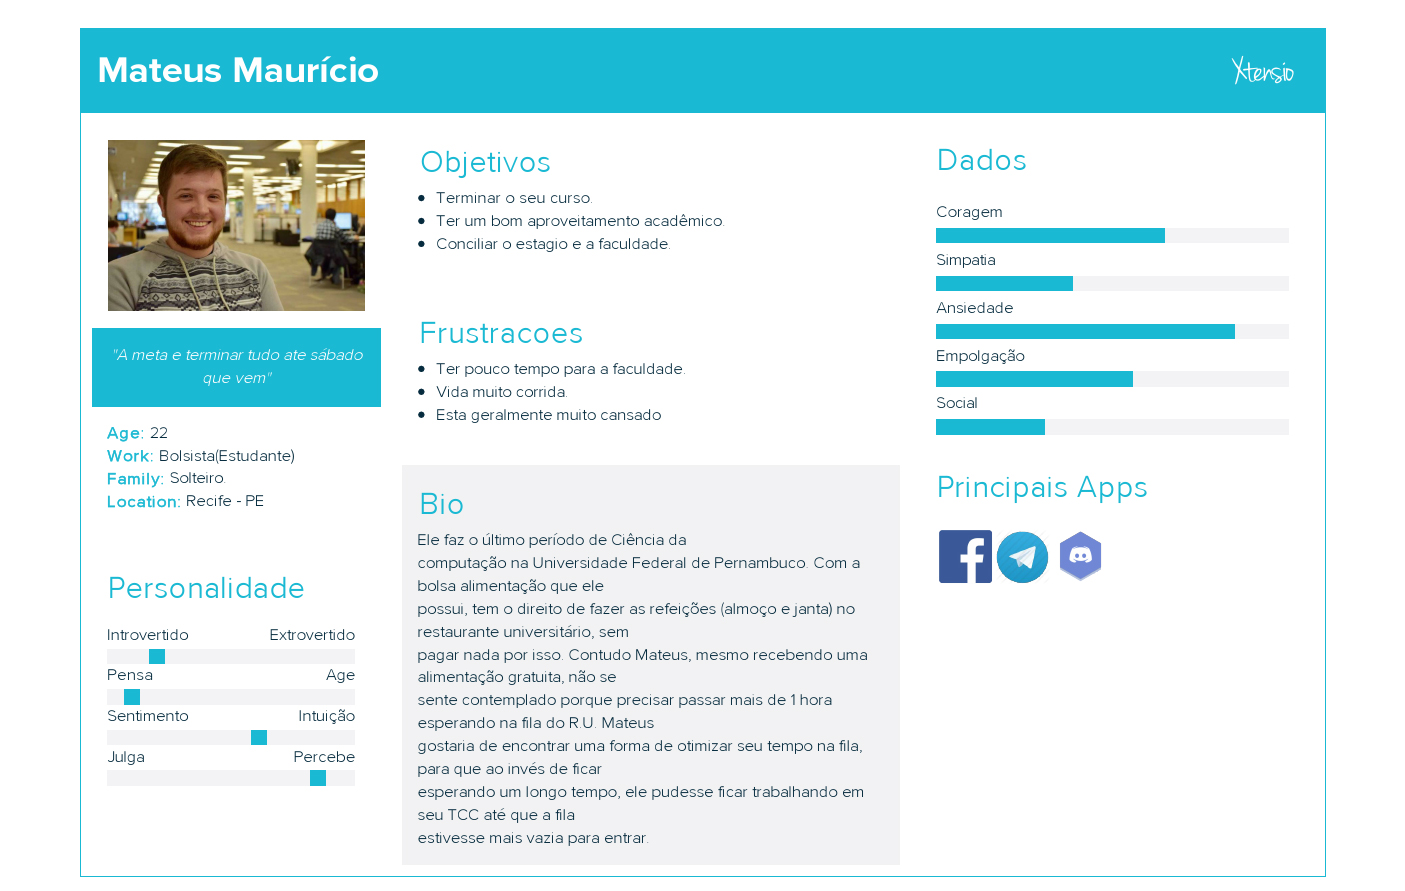 Mateus Maurício
Xtensio
"A meta e terminar tudo ate sábado
que vem"
Age: 22
Work: Bolsista(Estudante)
Family: Solteiro.
Location: Recife - PE
Personalidade
Introvertido Extrovertido
Pensa Age
Sentimento Intuição
Julga Percebe
Objetivos
Terminar o seu curso.
Ter um bom aproveitamento acadêmico.
Conciliar o estagio e a faculdade.
Frustracoes
Ter pouco tempo para a faculdade.
Vida muito corrida.
Esta geralmente muito cansado
Bio
Ele faz o último período de Ciência da
computação na Universidade Federal de Pernambuco. Com a
bolsa alimentação que ele
possui, tem o direito de fazer as refeições (almoço e janta) no
restaurante universitário, sem
pagar nada por isso. Contudo Mateus, mesmo recebendo uma
alimentação gratuita, não se
sente contemplado porque precisar passar mais de 1 hora
esperando na fila do R.U. Mateus
gostaria de encontrar uma forma de otimizar seu tempo na fila,
para que ao invés de ficar
esperando um longo tempo, ele pudesse ficar trabalhando em
seu TCC até que a fila
estivesse mais vazia para entrar.
Dados
Coragem
Simpatia
Ansiedade
Empolgação
Social
Principais Apps